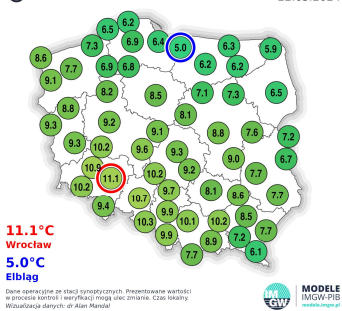 6.2
6.5
7.3 6.9 6.4 5.0 6.3 5.9
8.6
7.7 6.9 6.8 6.2 6.2
9.1
8.2 8.5 7.1 7.3 6.5
8.8
8.1
9.3 9.2 9.1 8.8 7.6 7.2
9.3 10.2 9.6 9.3 9.0 6.7
10.9 11.1 10.2 9.2 7.7
10.2 9.7 8.1 8.6 7.7
9.4 10.7
10.3 9.9 10.1 10.2 8.5
9.9 8.9 7.2 7.7
7.7 6.1
11.1°C
Wrocław
5.0°C
Elbląg
Dane operacyjne ze stacji synoptycznych. Prezentowane wartości
w procesie kontroli i weryfikacji mogą ulec zmianie. Czas lokalny.
Wizualizacja danych: dr Alan Mandal
IM
GW
MODELE
IMGW-PIB
modele.imgw.pl